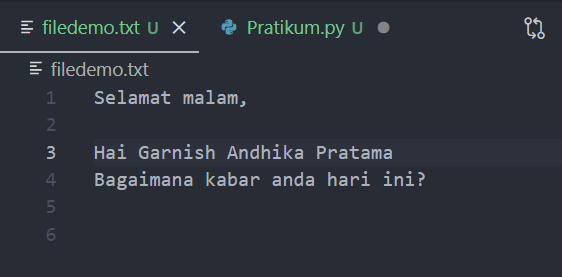 filedemo.txt U
Pratikum.py U
filedemo.txt
1 Selamat malam,
2
3 Hai Garnish Andhika Pratama
4 Bagaimana kabar anda hari ini?
5
6